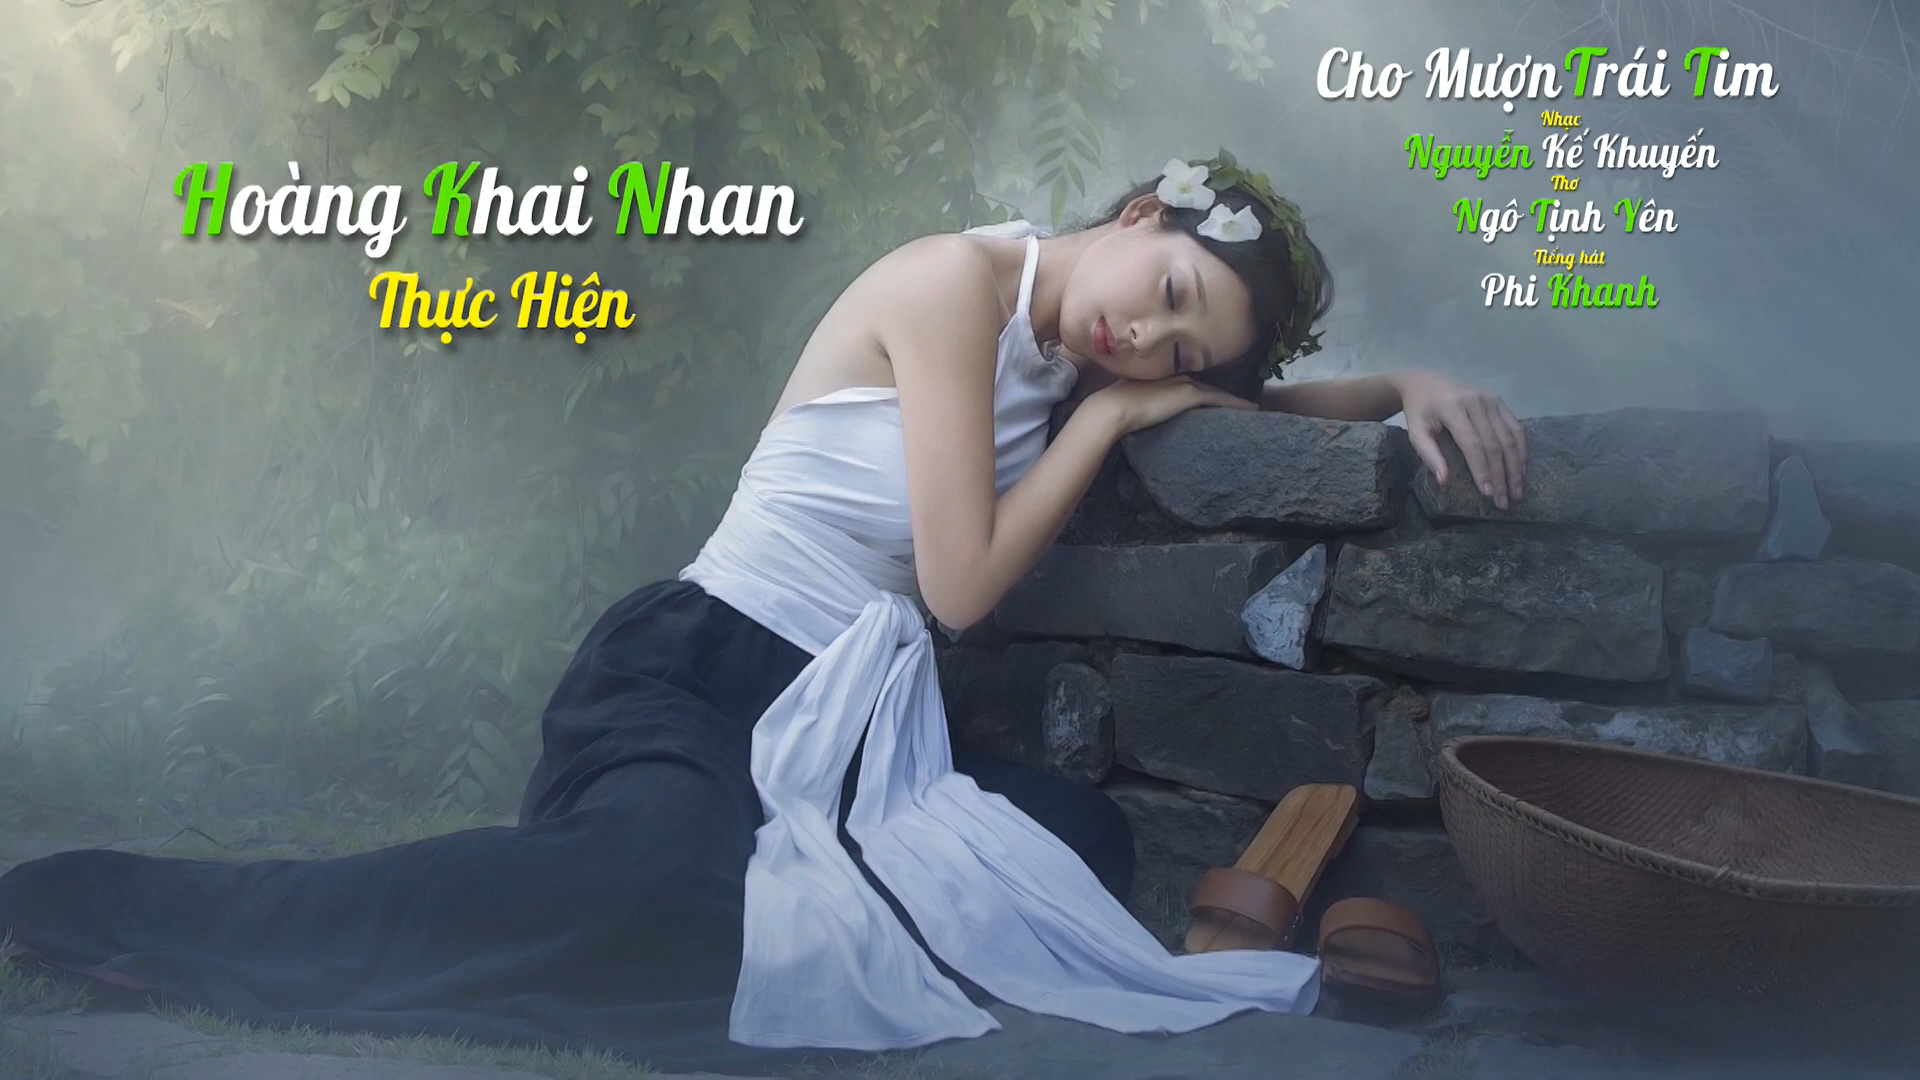 Hoàng Khai Nhan
Thực Hiện
Cho Mượn Trái Tim
Nhạc
Nguyễn Kế Khuyến
Thơ
Ngô Tịnh Yên
Tiếng hát
Phi Khanh